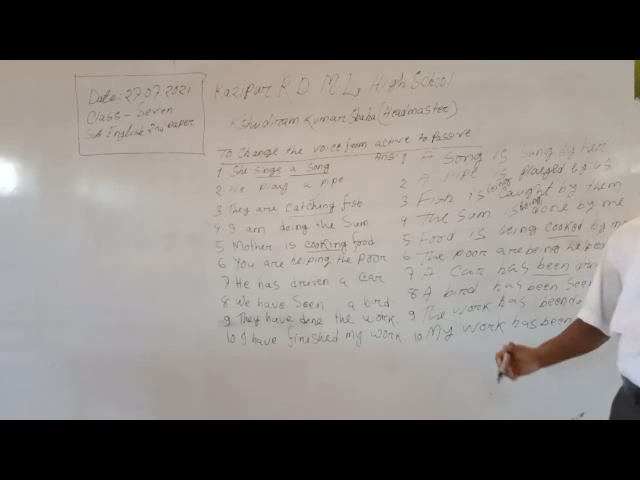 Date: 27.07.2021
Class - Seven
Sub English 2nd paper
Kazipur R D M L High School
Kshudiram Kumar Shaha (Headmaster)
To Change the voice from active to Passive
1 She sings a song
2 We play a pipe
3 They are catching fish
4 I am doing the Sum
5 Mother is cooking food
6 You are helping the poor
7 He has driven a car
8 We have seen a bird
9 They have done the work.
10 I have finished my work
Ans: 1 A Song is Sung by her
2 A Pipe is played by us
3 Fish is being caught by them
4 The Sum is being done by me
5 Food is being cooked by
6 The poor are being helped
7 A Car has been
8 A bird has been Seen
9 The work has been
10 My work has been